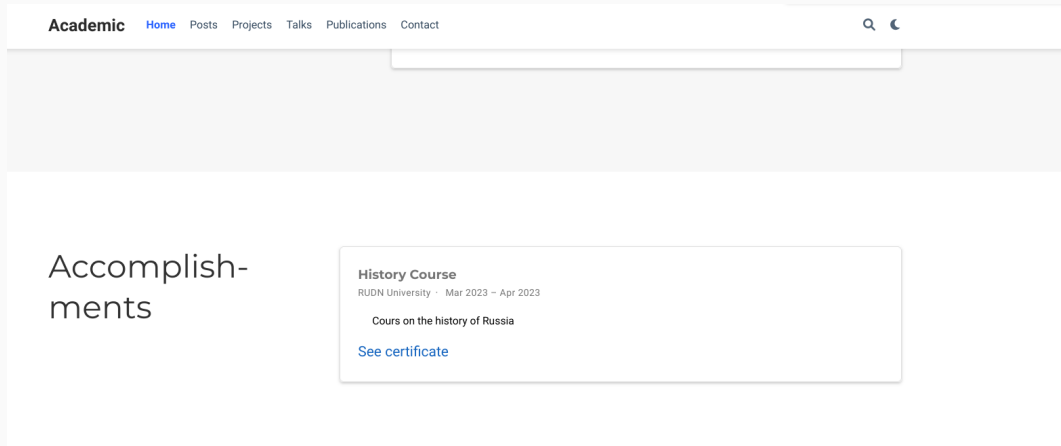 Academic Home Posts Projects Talks Publications Contact
Accomplish-
ments
History Course
RUDN University · Mar 2023 – Apr 2023
Cours on the history of Russia
See certificate